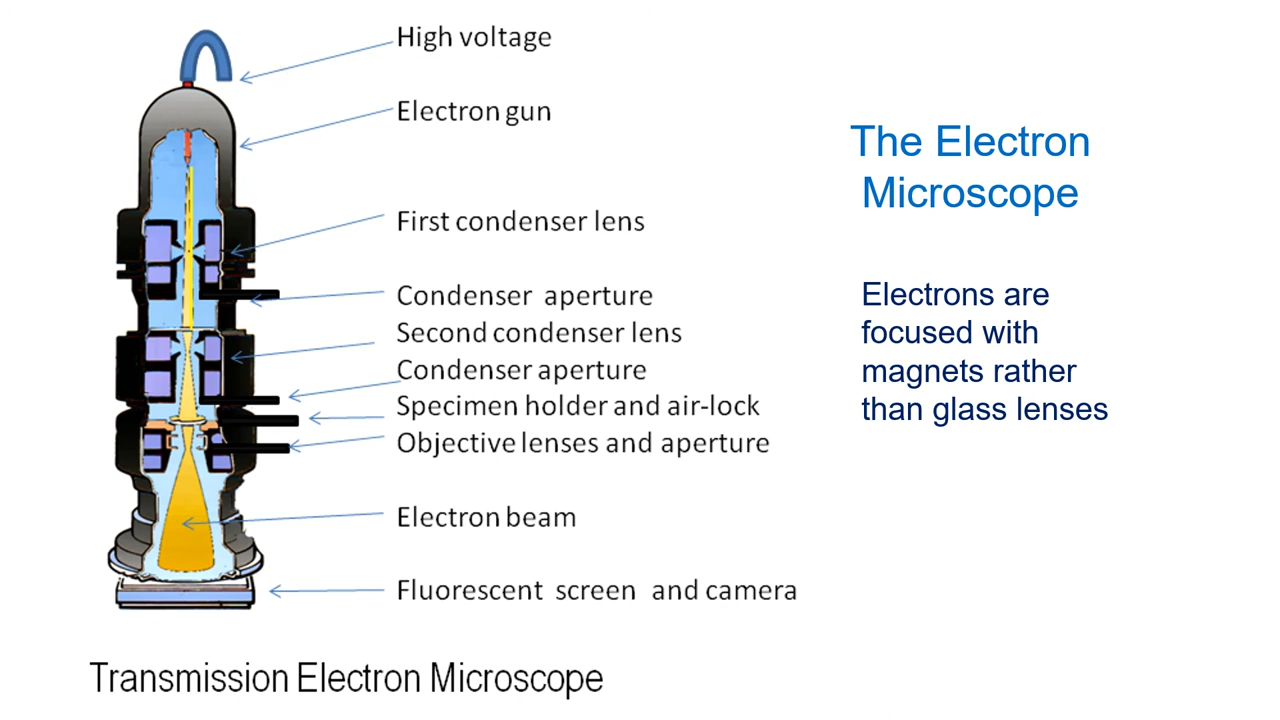 High voltage
Electron gun
First condenser lens
Condenser aperture
Second condenser lens
Condenser aperture
Specimen holder and air-lock
Objective lenses and aperture
Electron beam
Fluorescent screen and camera
Transmission Electron Microscope
The Electron
Microscope
Electrons are
focused with
magnets rather
than glass lenses